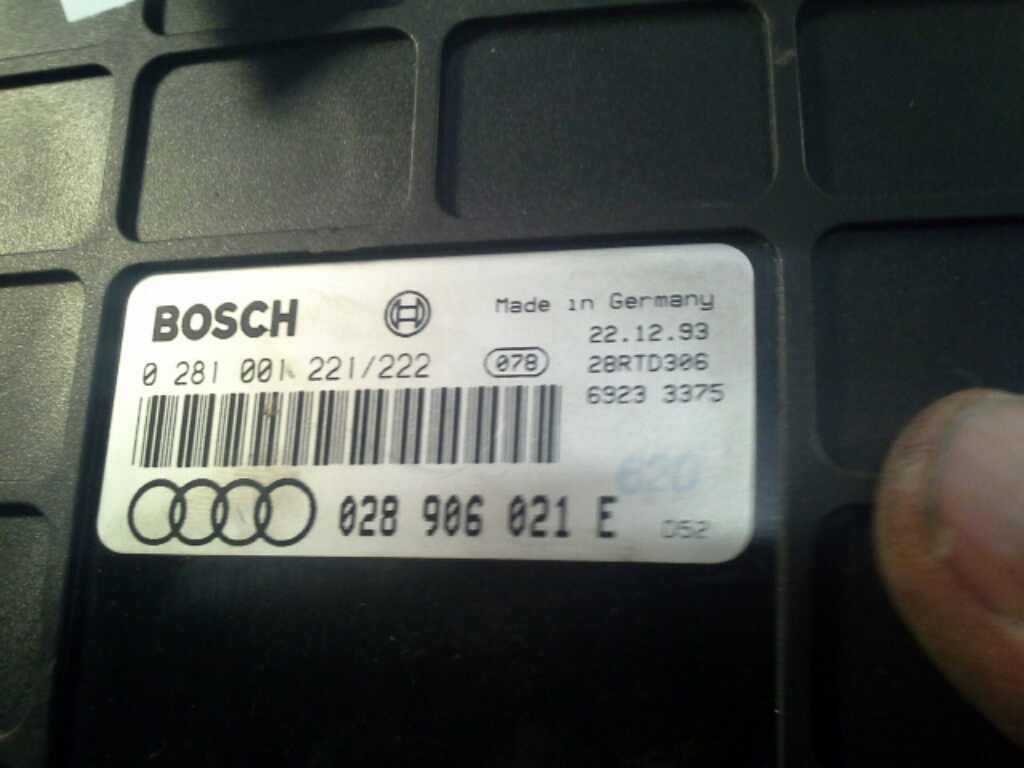 BOSCH
Made in Germany
22.12.93
0 281 001 221/222
078
28RTD306
6923 3375
620
028 906 021 E
D52